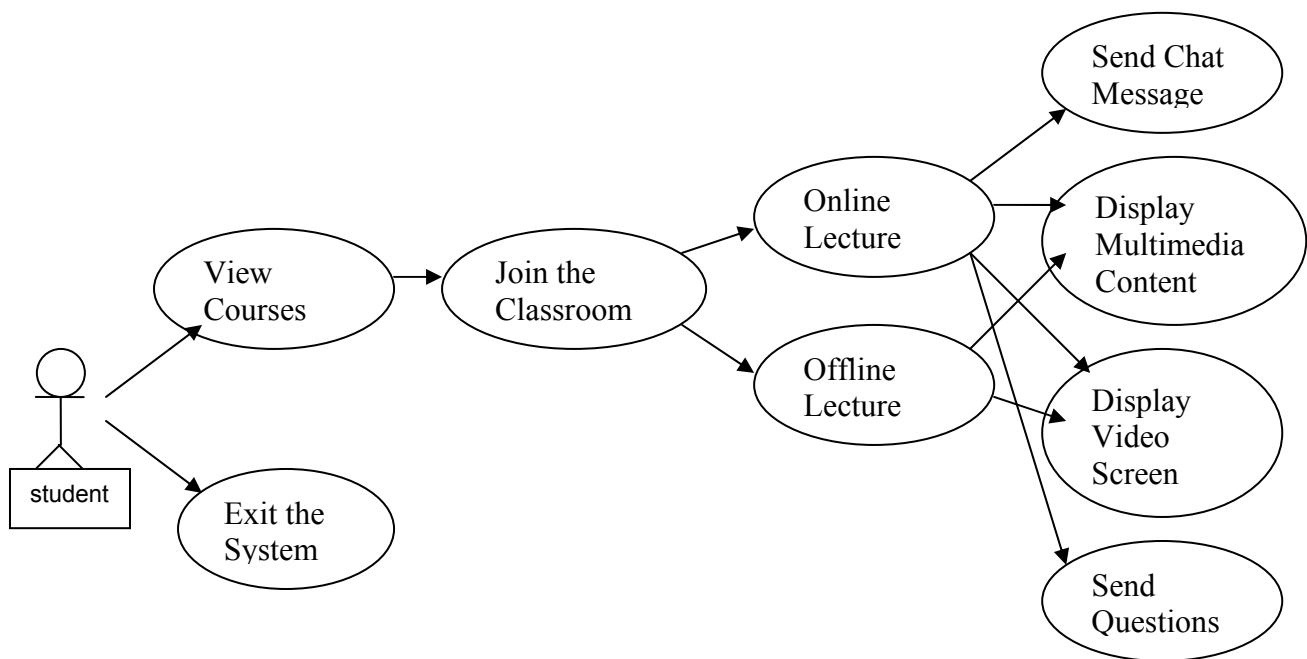 Send Chat
Message
Online
Lecture
Display
Multimedia
Content
View
Courses
Join the
Classroom
Offline
Lecture
Display
Video
Screen
student
Exit the
System
Send
Questions